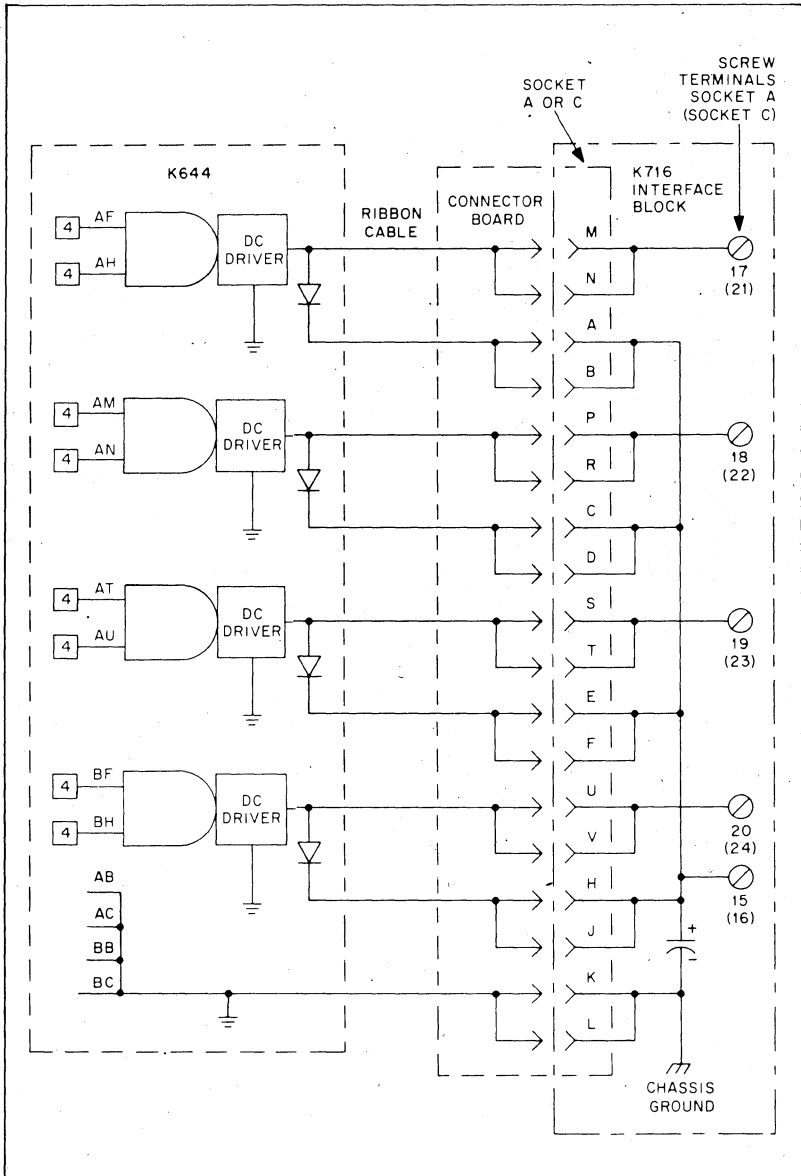 SCREW
TERMINALS
SOCKET A
(SOCKET C)
SOCKET
A OR C
K644
RIBBON
CABLE
CONNECTOR
BOARD
K716
INTERFACE
BLOCK
4 AF
4 AH
DC
DRIVER
M
N
17
(21)
A
B
4 AM
4 AN
DC
DRIVER
P
R
18
(22)
C
D
4 AT
4 AU
DC
DRIVER
S
T
19
(23)
E
F
4 BF
4 BH
DC
DRIVER
U
V
20
(24)
AB
AC
BB
BC
H
J
15
(16)
+
-
K
L
CHASSIS
GROUND